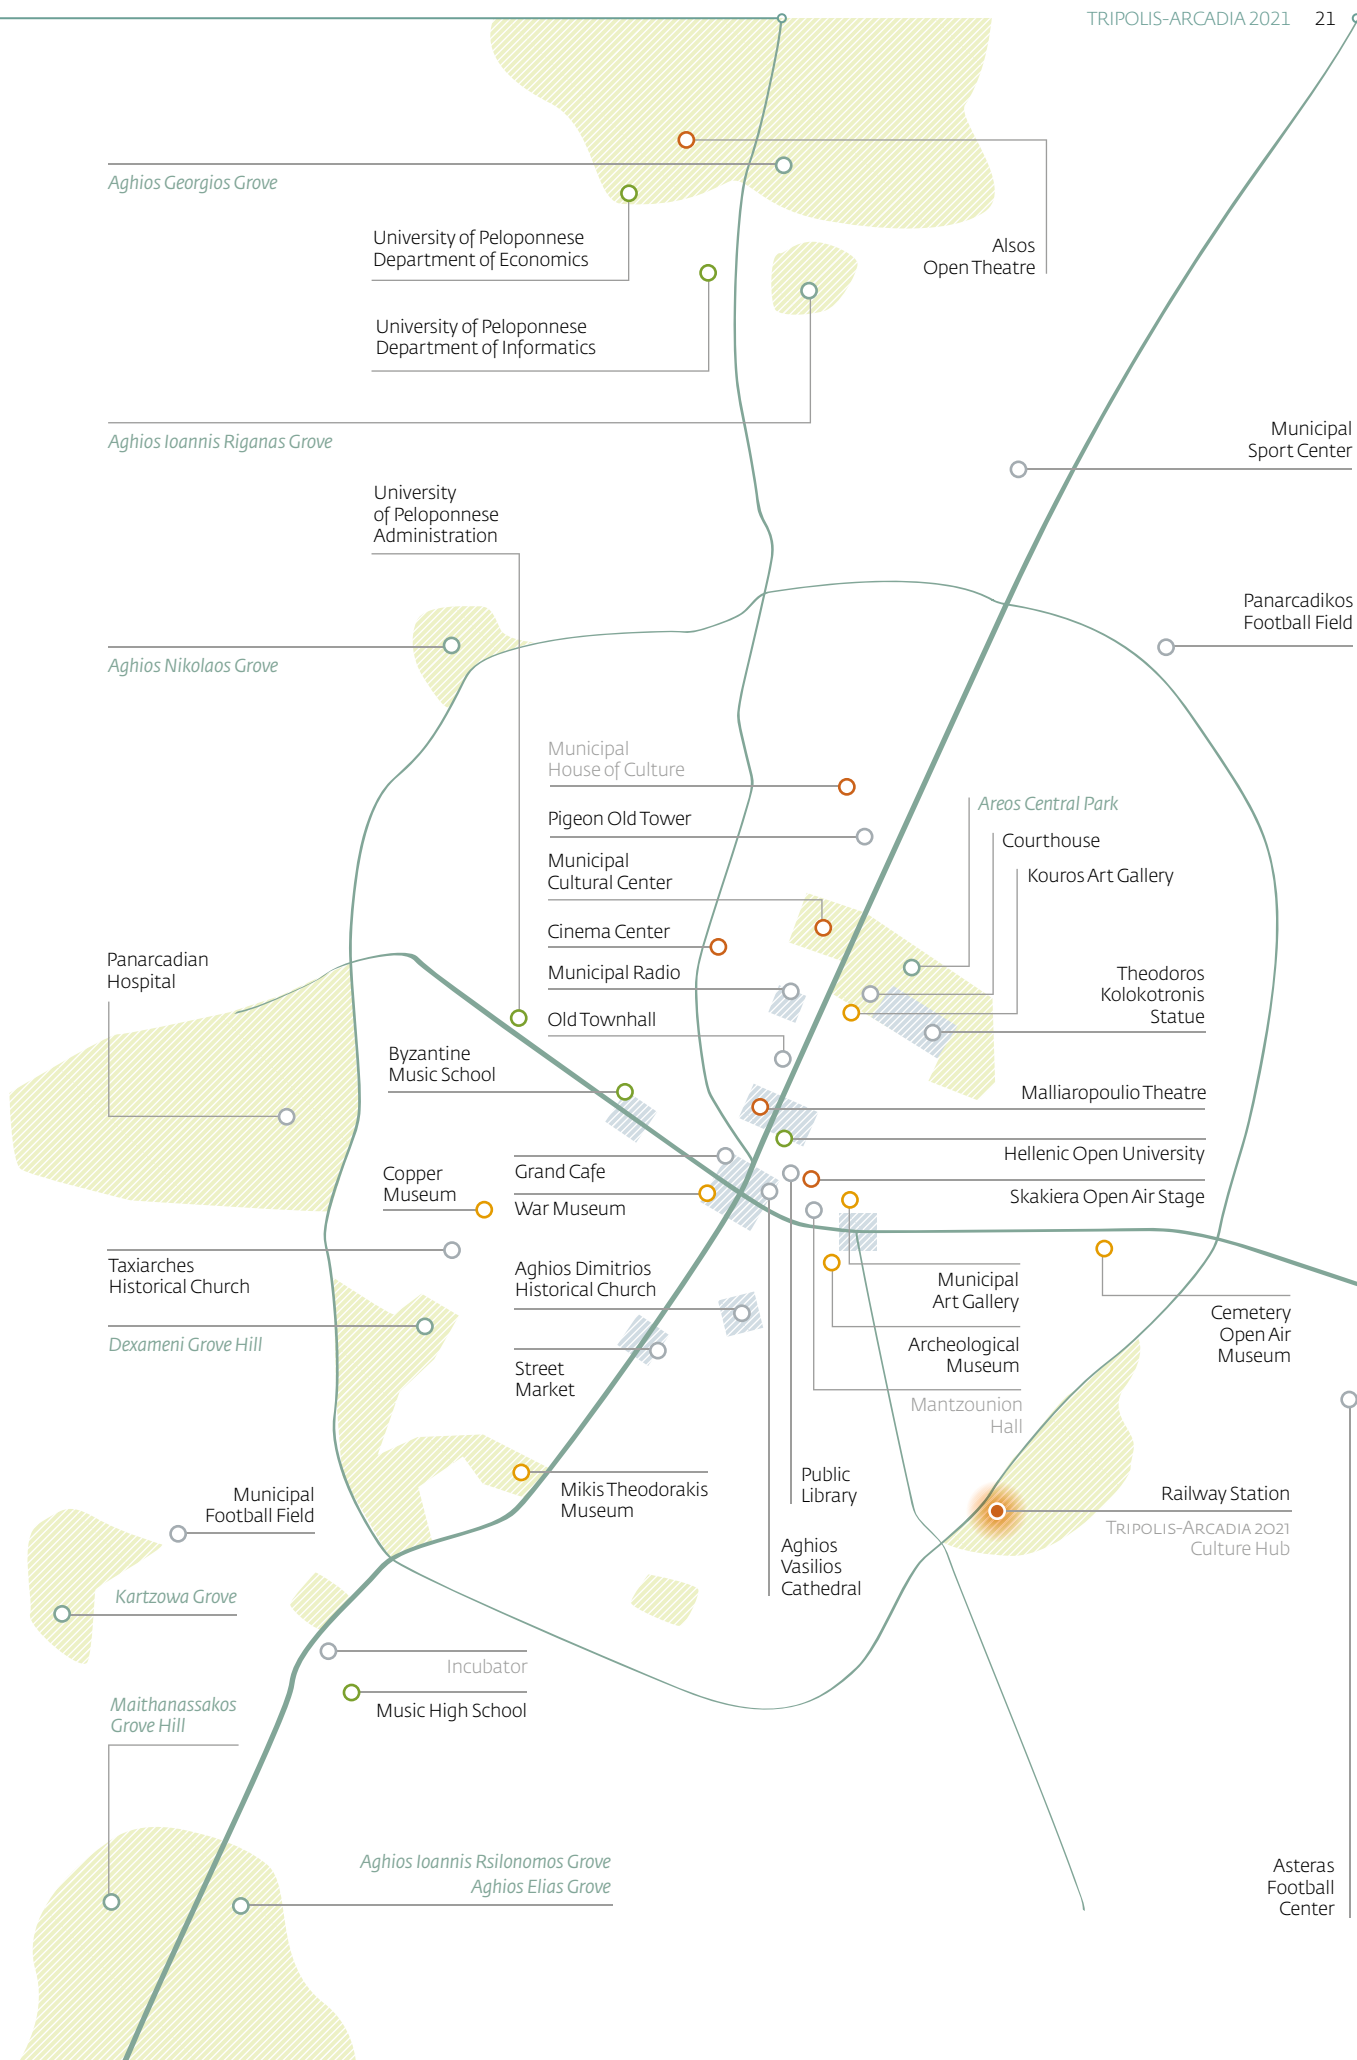 TRIPOLIS-ARCADIA 2021 21
Aghios Georgios Grove
University of Peloponnese
Department of Economics
Alsos
Open Theatre
University of Peloponnese
Department of Informatics
Aghios Ioannis Riganas Grove
Municipal
Sport Center
University
of Peloponnese
Administration
Panarcadikos
Football Field
Aghios Nikolaos Grove
Municipal
House of Culture
Areos Central Park
Pigeon Old Tower
Courthouse
Municipal
Cultural Center
Kouros Art Gallery
Cinema Center
Panarcadian
Hospital
Municipal Radio
Theodoros
Kolokotronis
Statue
Old Townhall
Byzantine
Music School
Malliaropoulio Theatre
Hellenic Open University
Copper
Museum
Grand Cafe
War Museum
Skakiera Open Air Stage
Taxiarches
Historical Church
Aghios Dimitrios
Historical Church
Municipal
Art Gallery
Cemetery
Open Air
Museum
Dexameni Grove Hill
Archeological
Museum
Street
Market
Mantzounion
Hall
Mikis Theodorakis
Museum
Public
Library
Municipal
Football Field
Railway Station
TRIPOLIS-ARCADIA 2021
Culture Hub
Aghios
Vasilios
Cathedral
Kartzowa Grove
Incubator
Music High School
Maithanassakos
Grove Hill
Aghios Ioannis Rsilonomos Grove
Aghios Elias Grove
Asteras
Football
Center